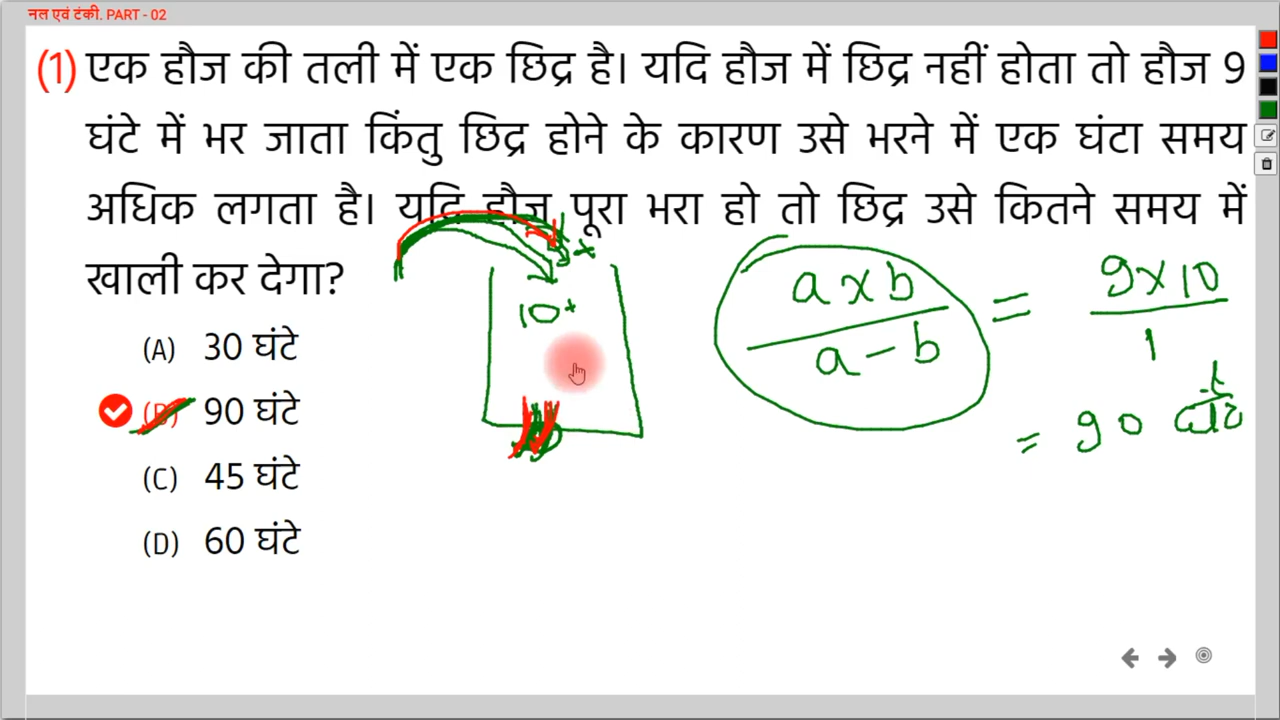 नल एवं टंकी. PART - 02
(1) एक हौज की तली में एक छिद्र है। यदि हौज में छिद्र नहीं होता तो हौज 9
घंटे में भर जाता किंतु छिद्र होने के कारण उसे भरने में एक घंटा समय
अधिक लगता है। यदि हौज पूरा भरा हो तो छिद्र उसे कितने समय में
खाली कर देगा?
(A) 30 घंटे
(B) 90 घंटे
(C) 45 घंटे
(D) 60 घंटे
10
a x b
a - b
= 9 x 10
1
= 90 घंटे